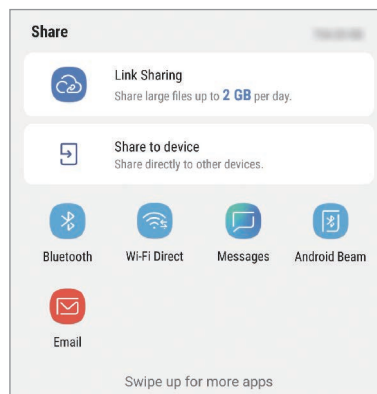 Share
Link Sharing
Share large files up to 2 GB per day.
Share to device
Share directly to other devices.
Bluetooth Wi-Fi Direct Messages Android Beam
Email
Swipe up for more apps